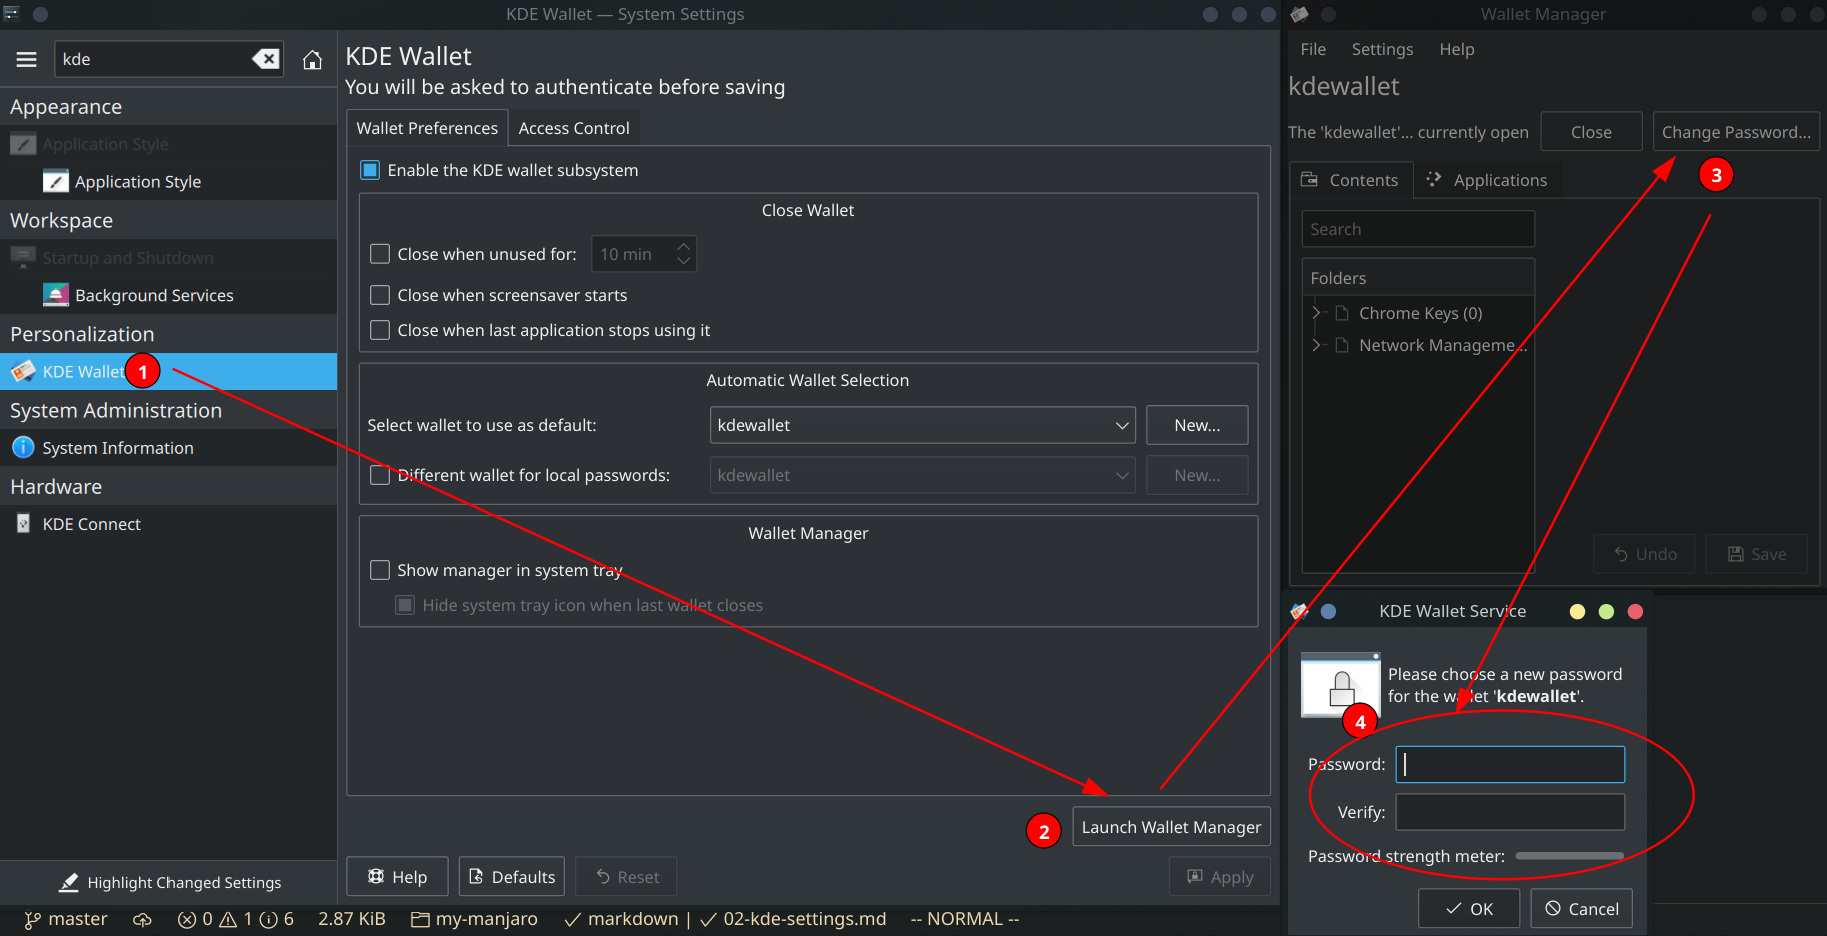 KDE Wallet — System Settings
kde
Appearance
Application Style
Application Style
Workspace
Startup and Shutdown
Background Services
Personalization
KDE Wallet
1
System Administration
System Information
Hardware
KDE Connect
Highlight Changed Settings
KDE Wallet
You will be asked to authenticate before saving
Wallet Preferences
Access Control
Enable the KDE wallet subsystem
Close Wallet
Close when unused for:
10 min
Close when screensaver starts
Close when last application stops using it
Automatic Wallet Selection
Select wallet to use as default:
kdewallet
New...
Different wallet for local passwords:
kdewallet
New...
Wallet Manager
Show manager in system tray
Hide system tray icon when last wallet closes
2
Launch Wallet Manager
Help
Defaults
Reset
Apply
Wallet Manager
File
Settings
Help
kdewallet
The 'kdewallet'... currently open
Close
Change Password...
3
Contents
Applications
Search
Folders
Chrome Keys (0)
Network Manageme...
Undo
Save
KDE Wallet Service
Please choose a new password
for the wallet 'kdewallet'.
4
Password:
Verify:
Password strength meter:
OK
Cancel
master
0
1
6
2.87 KiB
my-manjaro
markdown |
02-kde-settings.md
-- NORMAL --